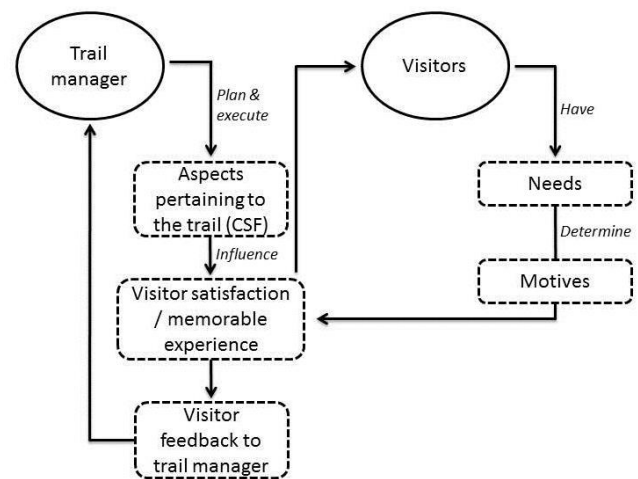 Trail
manager
Plan &
execute
Aspects
pertaining to
the trail (CSF)
Influence
Visitor satisfaction
/ memorable
experience
Visitor
feedback to
trail manager
Visitors
Have
Needs
Determine
Motives